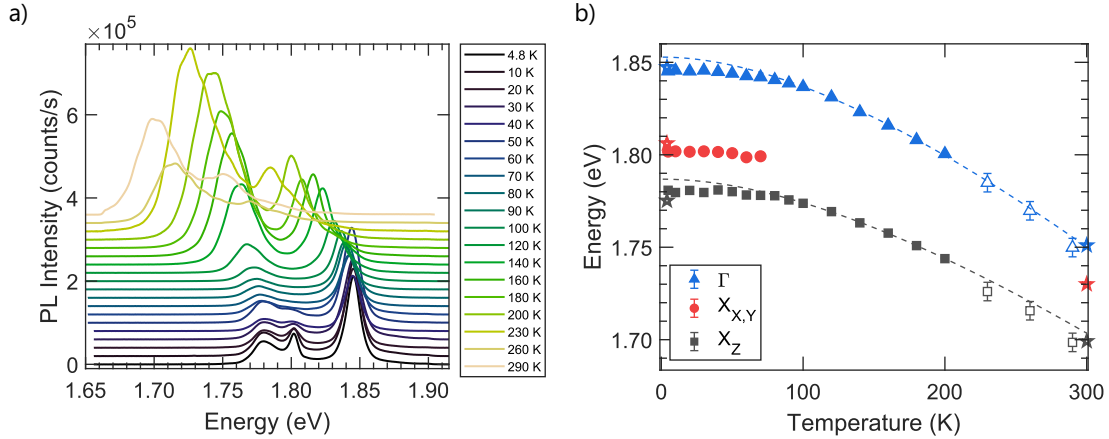 a)
×10⁵
PL Intensity (counts/s)
6
4
2
0
1.65
1.70
1.75
1.80
1.85
1.90
Energy (eV)
4.8 K
10 K
20 K
30 K
40 K
50 K
60 K
70 K
80 K
90 K
100 K
120 K
140 K
160 K
180 K
200 K
230 K
260 K
290 K
b)
Energy (eV)
1.85
1.80
1.75
1.70
Γ
X_X,Y
X_Z
0
100
200
300
Temperature (K)